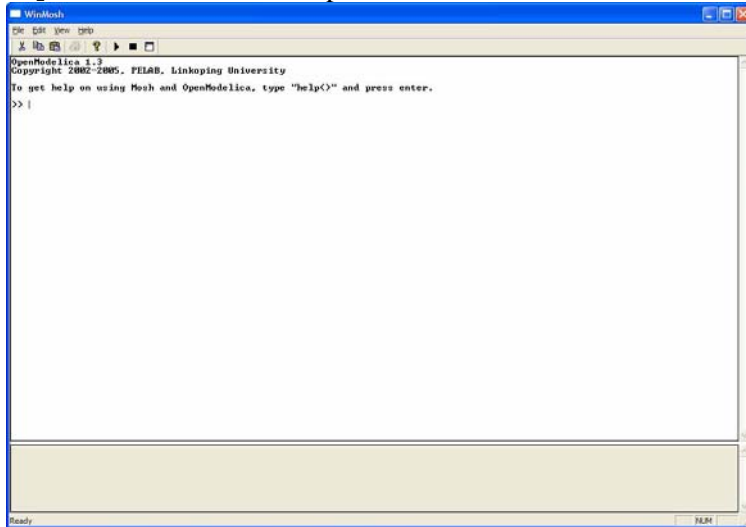 WinMosh
File Edit View Help
OpenModelica 1.3
Copyright 2002-2005, PELAB, Linkoping University
To get help on using Mosh and OpenModelica, type "help()" and press enter.
>>
Ready
NUM